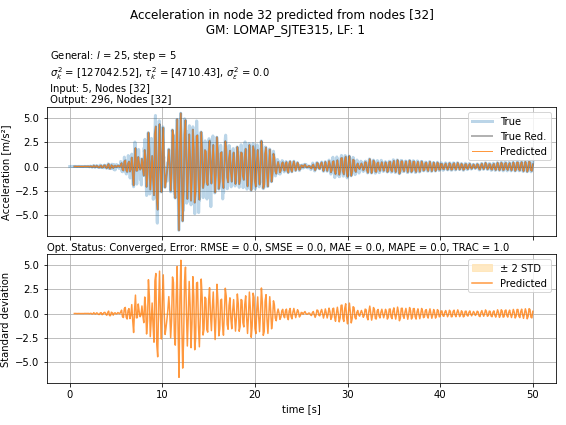 Acceleration in node 32 predicted from nodes [32]
GM: LOMAP_SJTE315, LF: 1
General: l = 25, step = 5
σ²ₖ = [127042.52], τ²ₖ = [4710.43], σ²ε = 0.0
Input: 5, Nodes [32]
Output: 296, Nodes [32]
Acceleration [m/s²]
5.0
2.5
0.0
−2.5
−5.0
True
True Red.
Predicted
Opt. Status: Converged, Error: RMSE = 0.0, SMSE = 0.0, MAE = 0.0, MAPE = 0.0, TRAC = 1.0
Standard deviation
5.0
2.5
0.0
−2.5
−5.0
± 2 STD
Predicted
0 10 20 30 40 50
time [s]